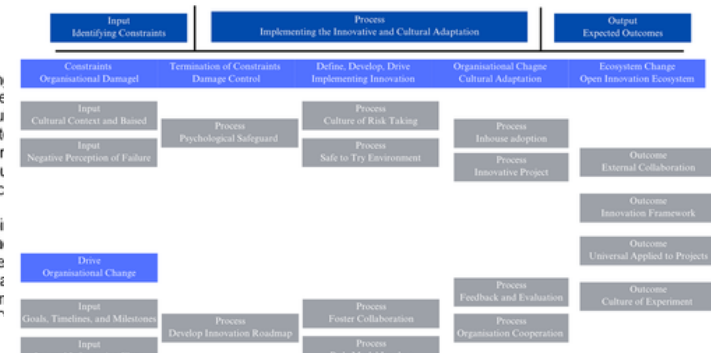 Input
Identifying Constraints
Process
Implementing the Innovative and Cultural Adaptation
Output
Expected Outcomes
Constraints
Organisational Damagel
Termination of Constraints
Damage Control
Define, Develop, Drive
Implementing Innovation
Organisational Chagne
Cultural Adaptation
Ecosystem Change
Open Innovation Ecosystem
Input
Cultural Context and Baised
Process
Psychological Safeguard
Process
Culture of Risk Taking
Process
Inhouse adoption
Input
Negative Perception of Failure
Process
Safe to Try Environment
Process
Innovative Project
Outcome
External Collaboration
Outcome
Innovation Framework
Outcome
Universal Applied to Projects
Drive
Organisational Change
Process
Feedback and Evaluation
Outcome
Culture of Experiment
Input
Goals, Timelines, and Milestones
Process
Develop Innovation Roadmap
Process
Foster Collaboration
Process
Organisation Cooperation
Input
Process